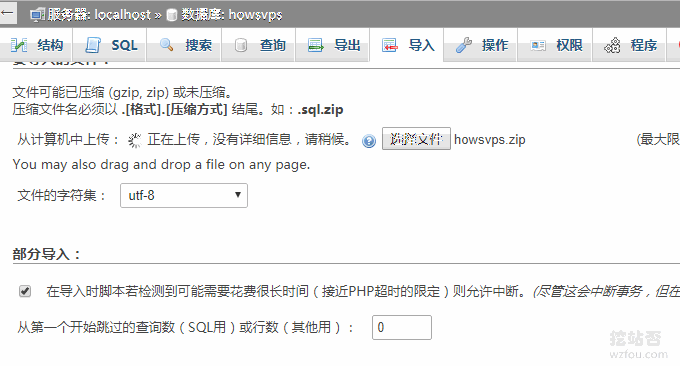 服务器: localhost » 数据库: howsvps
结构 SQL 搜索 查询 导出 导入 操作 权限 程序
要导入的文件：
文件可能已压缩 (gzip, zip) 或未压缩。
压缩文件名必须以 .[格式].[压缩方式] 结尾。如：.sql.zip
从计算机中上传： 正在上传，没有详细信息，请稍候。 选择文件 howsvps.zip (最大限
You may also drag and drop a file on any page.
文件的字符集： utf-8
部分导入：
在导入时脚本若检测到可能需要花费很长时间（接近PHP超时的限定）则允许中断。(尽管这会中断事务，但在
从第一个开始跳过的查询数（SQL用）或行数（其他用）： 0
挖站否
wzfou.com